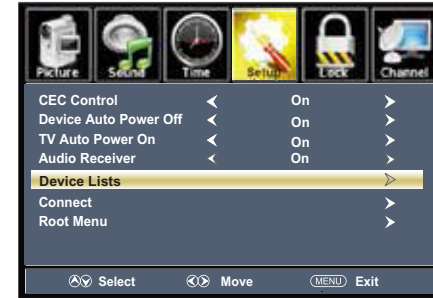 Picture Sound Time Setup Lock Channel
CEC Control On
Device Auto Power Off On
TV Auto Power On On
Audio Receiver On
Device Lists
Connect
Root Menu
Select Move MENU Exit